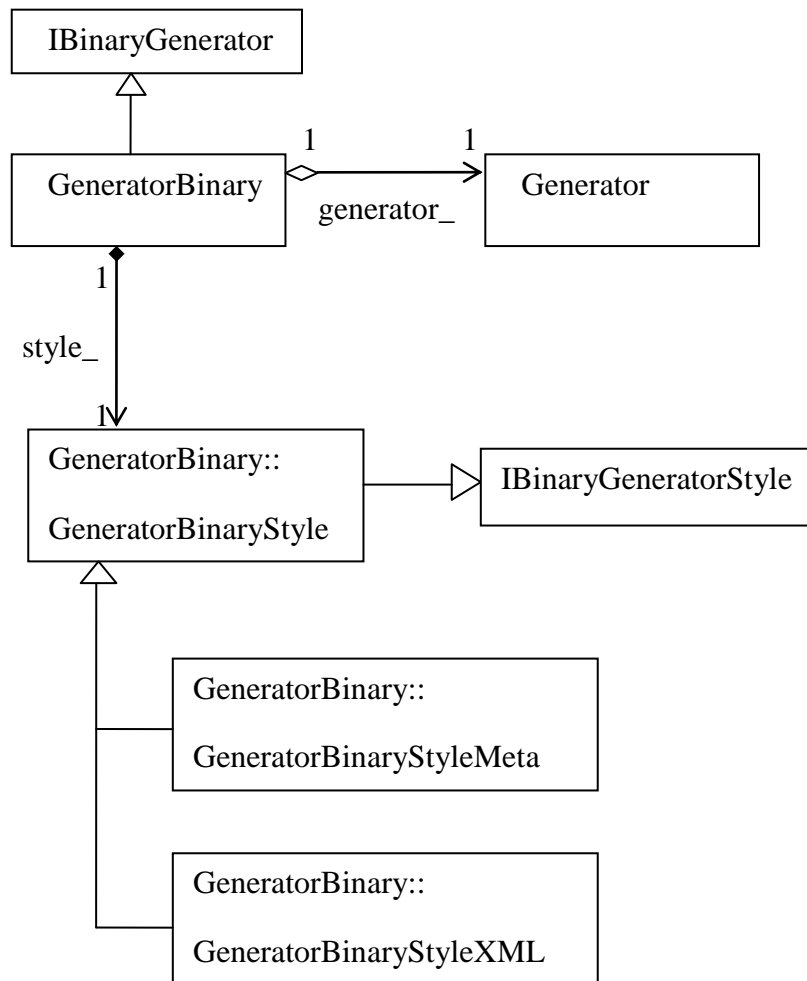 IBinaryGenerator
1 1
GeneratorBinary
Generator
generator_
1
style_
1
GeneratorBinary::
GeneratorBinaryStyle
IBinaryGeneratorStyle
GeneratorBinary::
GeneratorBinaryStyleMeta
GeneratorBinary::
GeneratorBinaryStyleXML